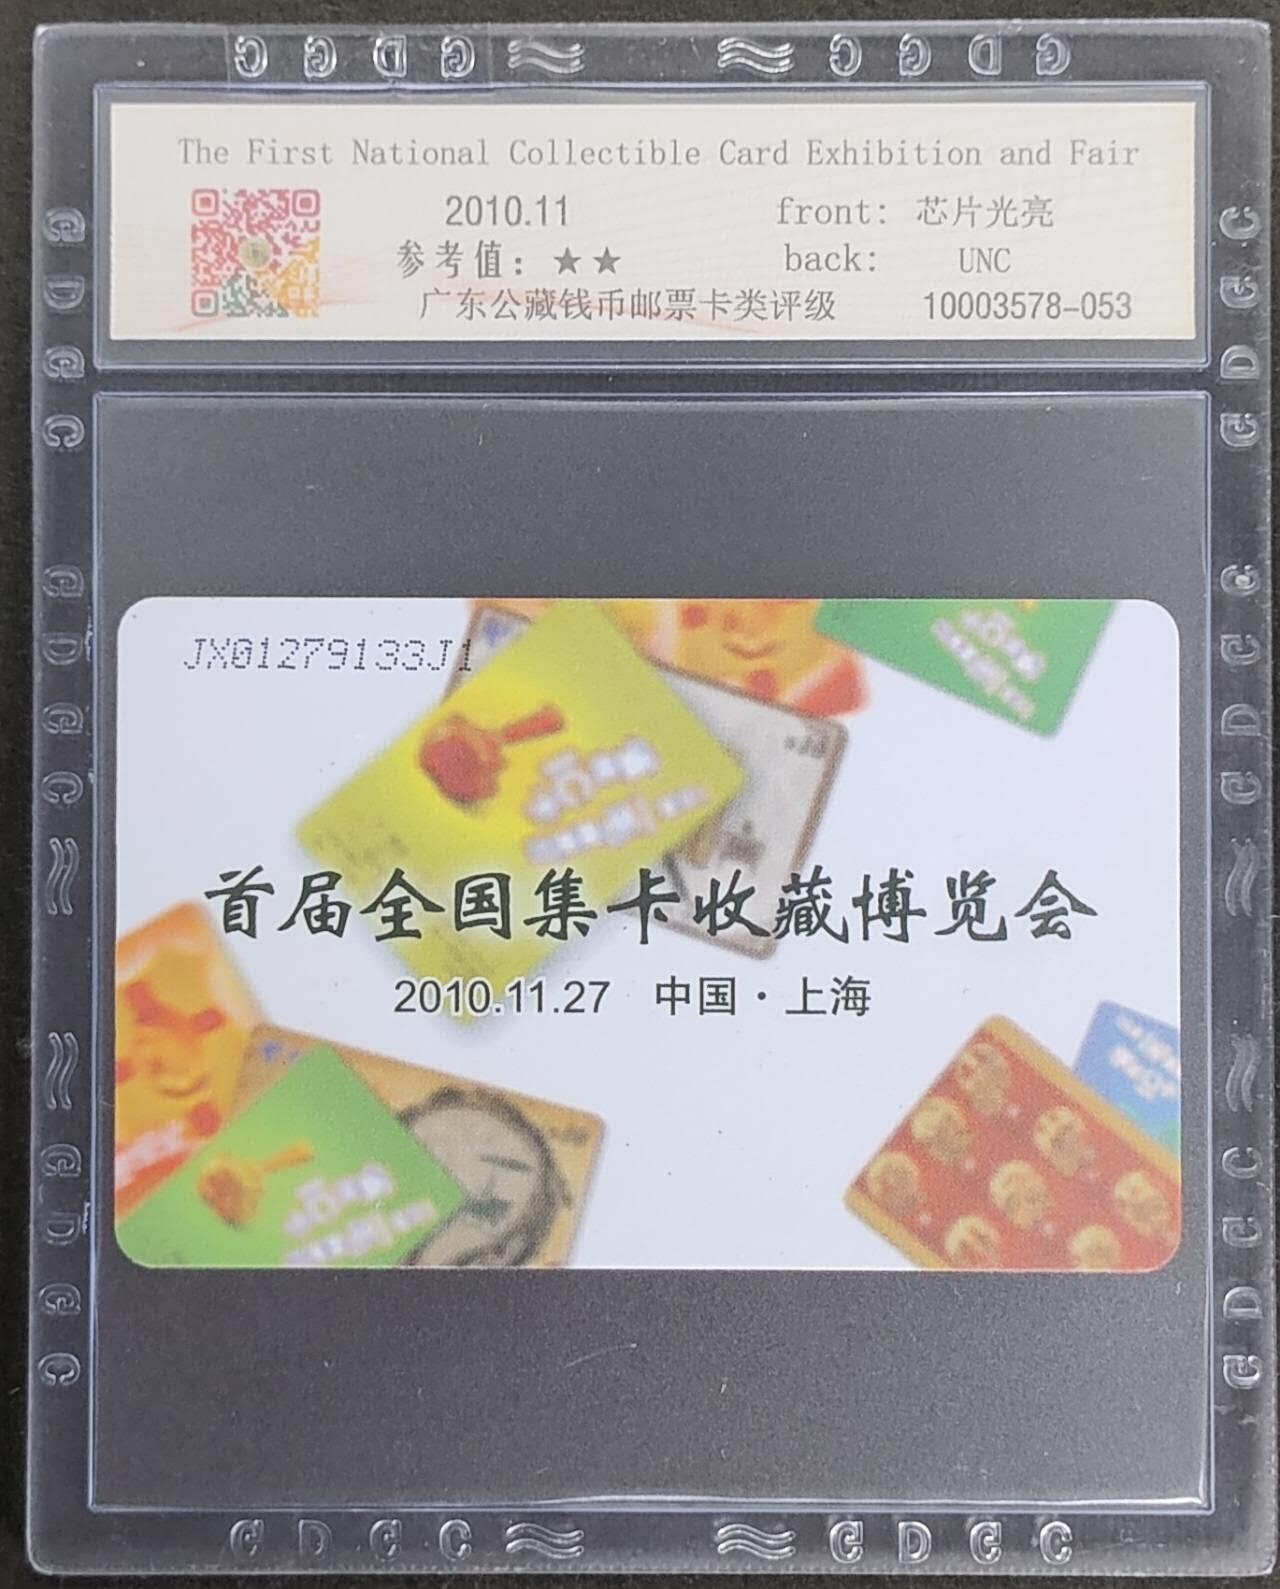 The First National Collectible Card Exhibition and Fair
2010.11
front: 芯片光亮
参考值：★★
back: UNC
广东公藏钱币邮票卡类评级
10003578-053
JX01279133J1
首届全国集卡收藏博览会
2010.11.27 中国·上海